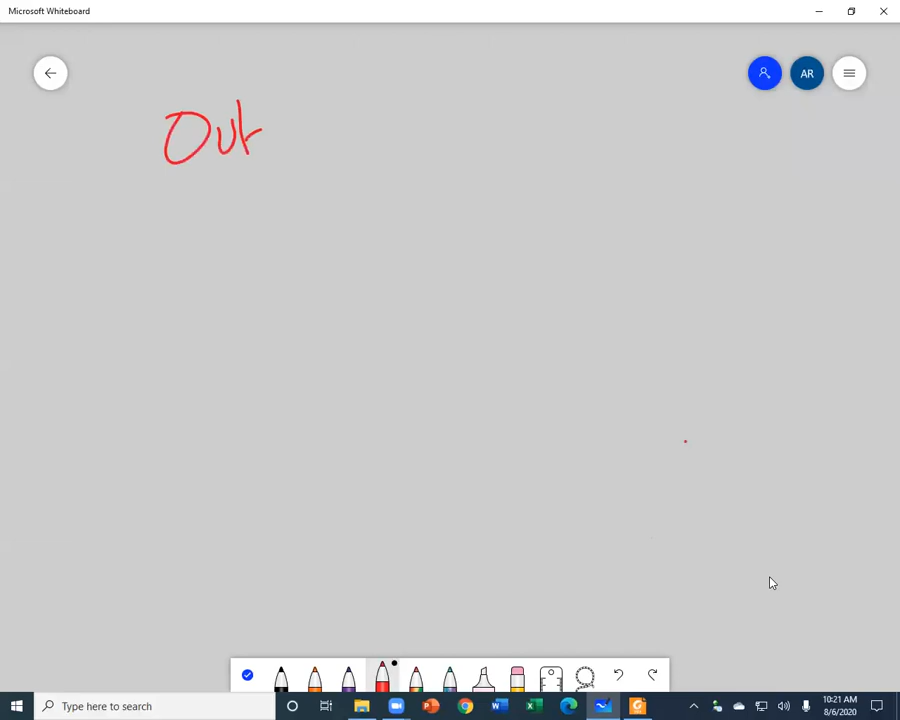 Microsoft Whiteboard
AR
Out
Type here to search
10:21 AM
8/6/2020